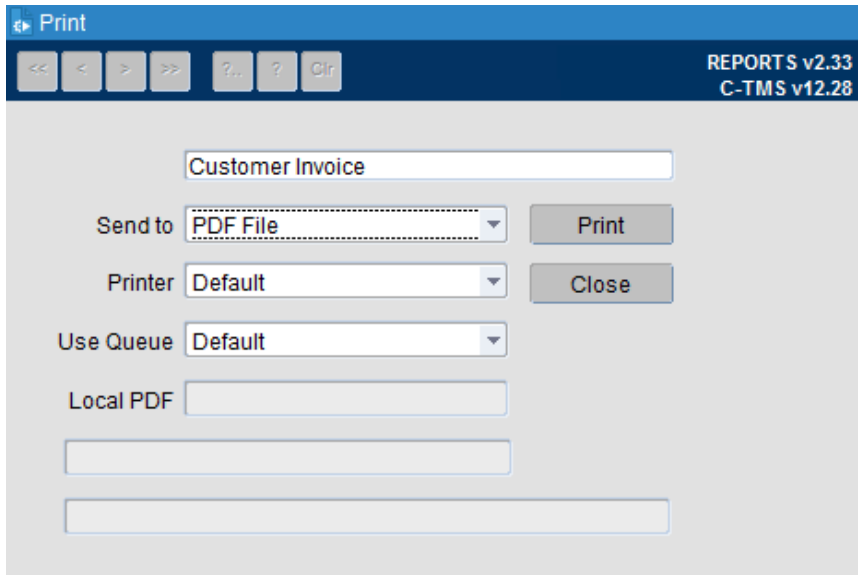 Print
<< < > >> ?.. ? Clr
REPORTS v2.33
C-TMS v12.28
Customer Invoice
Send to PDF File Print
Printer Default Close
Use Queue Default
Local PDF